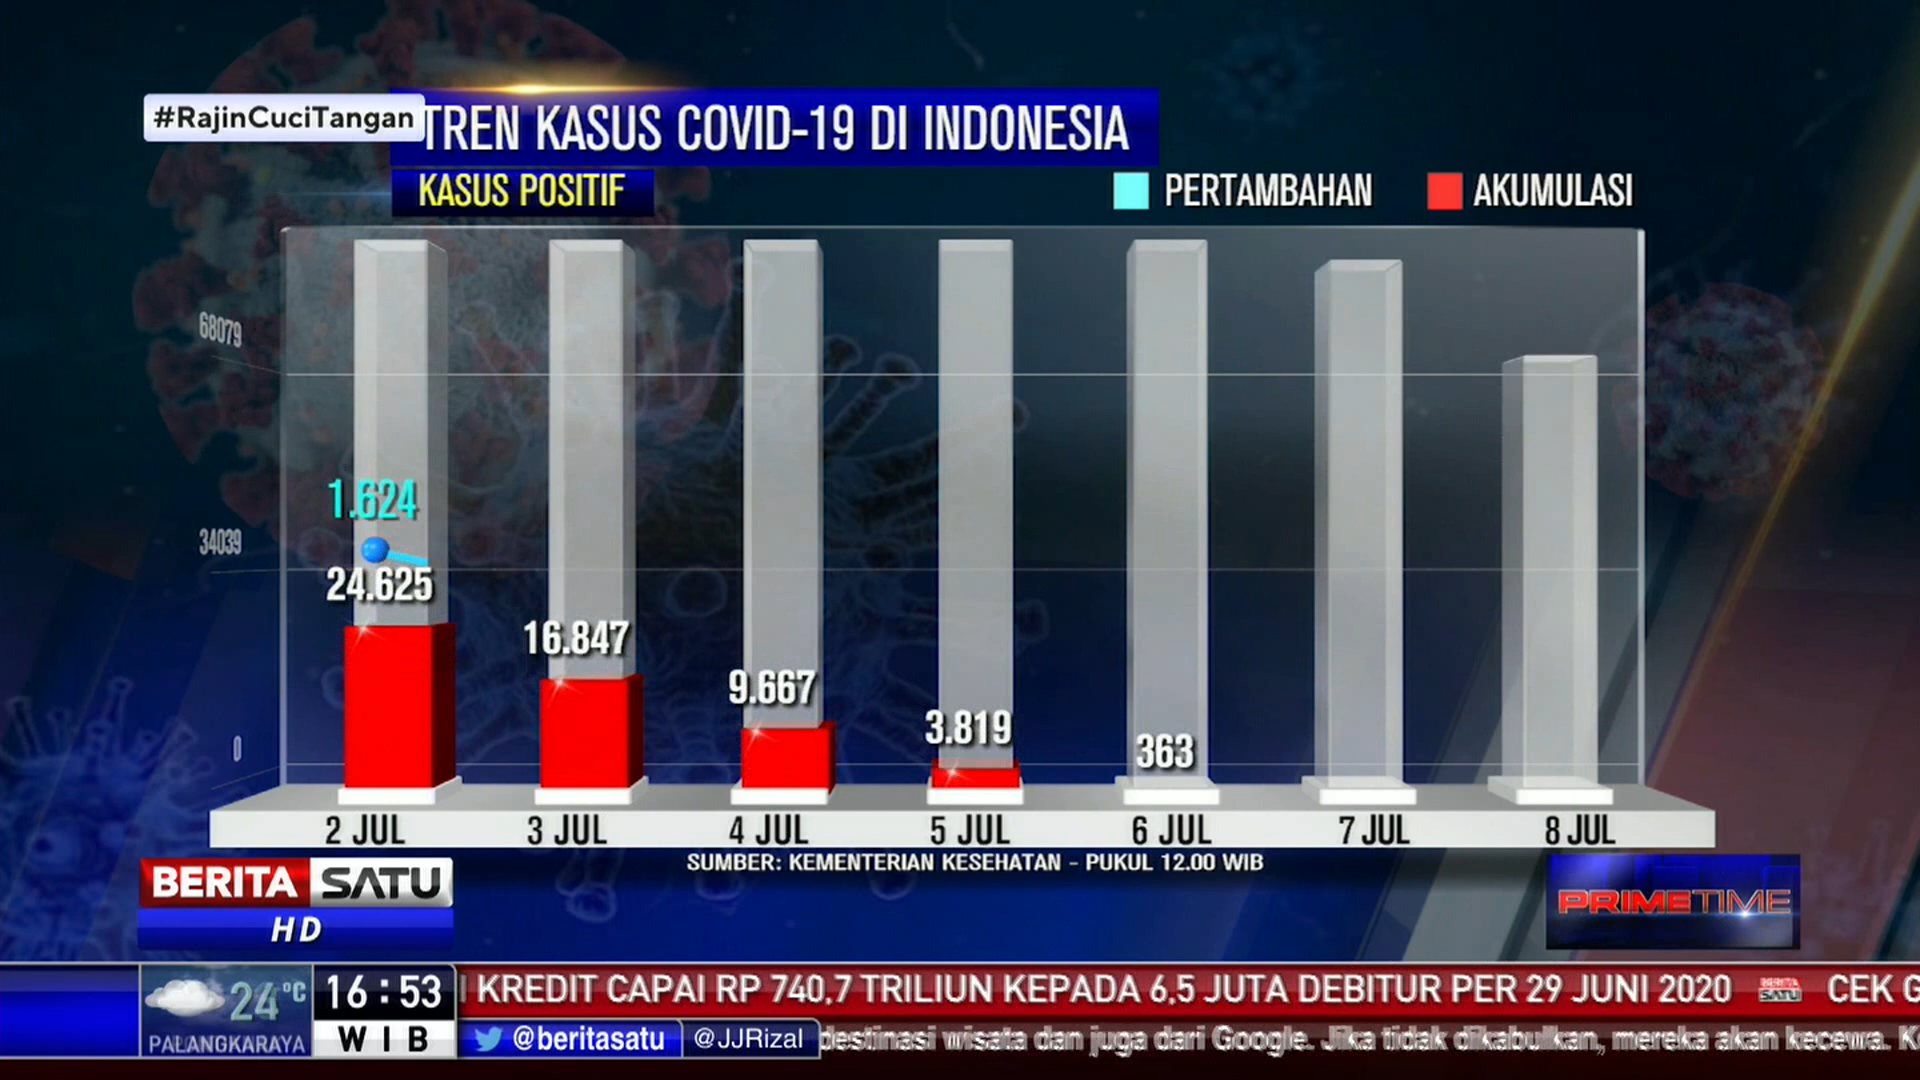 #RajinCuciTangan
TREN KASUS COVID-19 DI INDONESIA
KASUS POSITIF
PERTAMBAHAN
AKUMULASI
68079
34039
0
1.624
24.625
16.847
9.667
3.819
363
2 JUL
3 JUL
4 JUL
5 JUL
6 JUL
7 JUL
8 JUL
SUMBER: KEMENTERIAN KESEHATAN - PUKUL 12.00 WIB
BERITA SATU
HD
PRIMETIME
24°C
PALANGKARAYA
16:53
WIB
KREDIT CAPAI RP 740,7 TRILIUN KEPADA 6,5 JUTA DEBITUR PER 29 JUNI 2020 BERITA SATU CEK
@beritasatu
@JJRizal
destinasi wisata dan juga dari Google. Jika tidak dikabulkan, mereka akan kecewa.